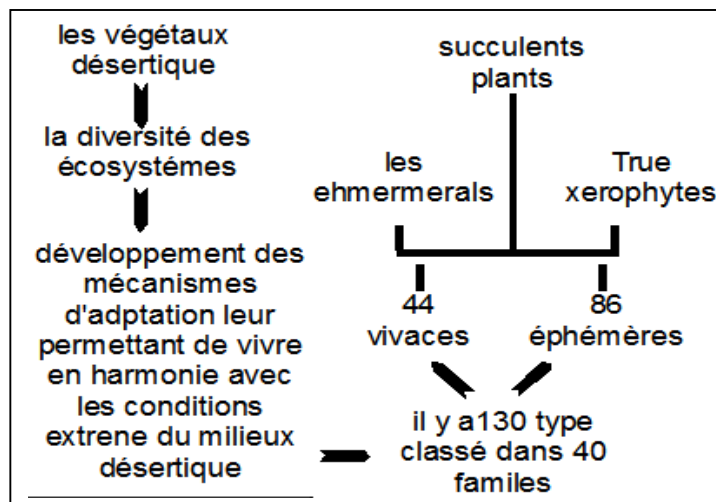 les végétaux
désertique
la diversité des
écosystémes
développement des
mécanismes
d'adptation leur
permettant de vivre
en harmonie avec
les conditions
extrene du milieux
désertique
succulents
plants
les
ehmermerals
True
xerophytes
44
vivaces
86
éphémères
il y a130 type
classé dans 40
familes